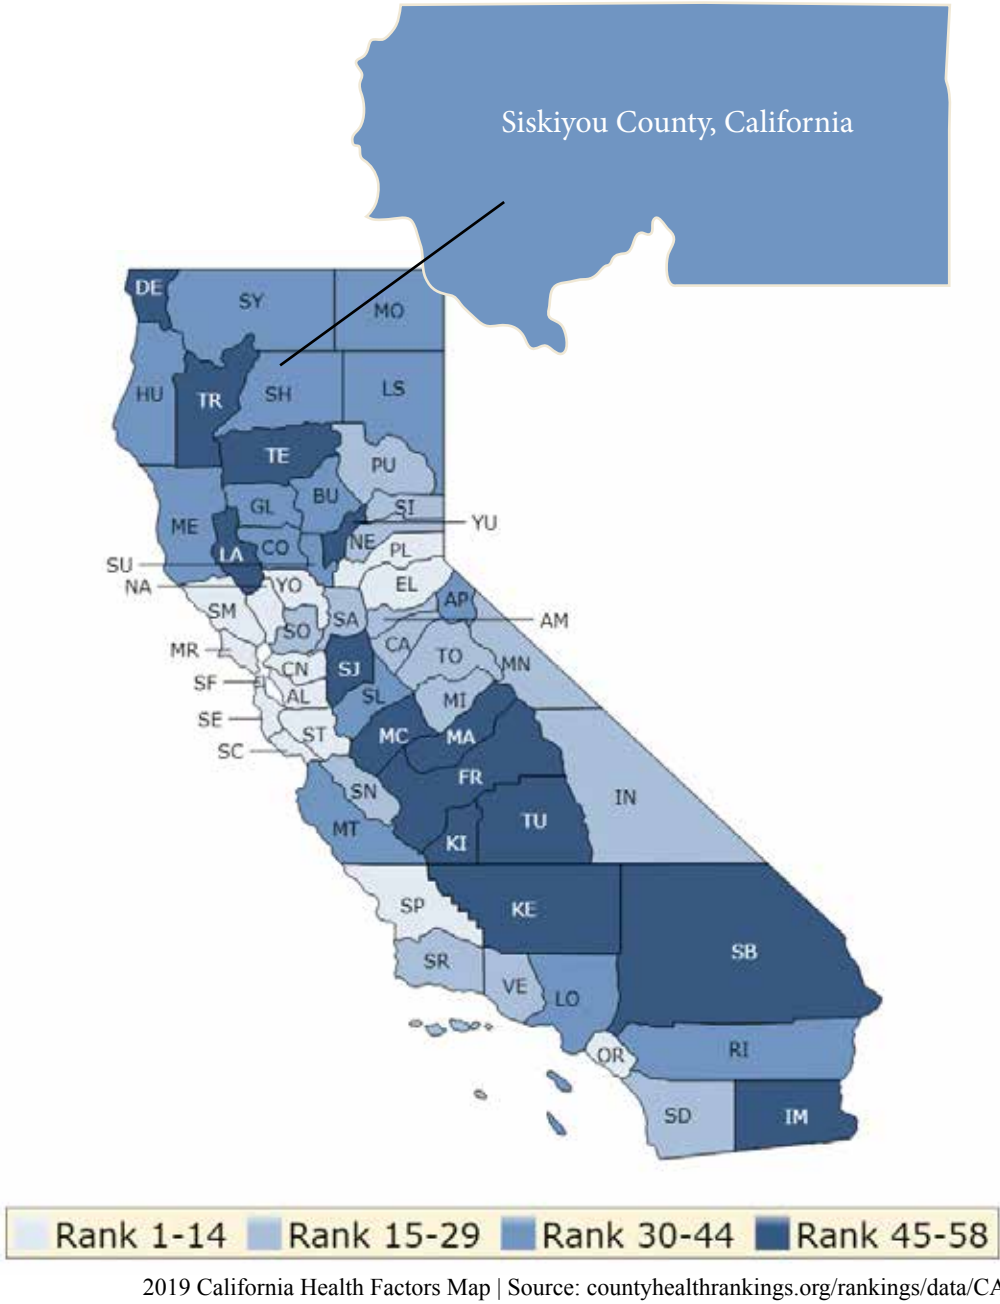 Siskiyou County, California
DE
SY
MO
HU
TR
SH
LS
TE
PU
BU
GL
SI
ME
YU
NE
LA
CO
PL
SU
NA
YO
EL
AP
SM
SA
AM
SO
CA
MR
TO
MN
CN
SJ
SF
AL
SL
MI
SE
ST
MC
MA
SC
FR
SN
IN
MT
TU
KI
SP
KE
SB
SR
VE
LO
OR
RI
SD
IM
Rank 1-14 Rank 15-29 Rank 30-44 Rank 45-58
2019 California Health Factors Map | Source: countyhealthrankings.org/rankings/data/CA